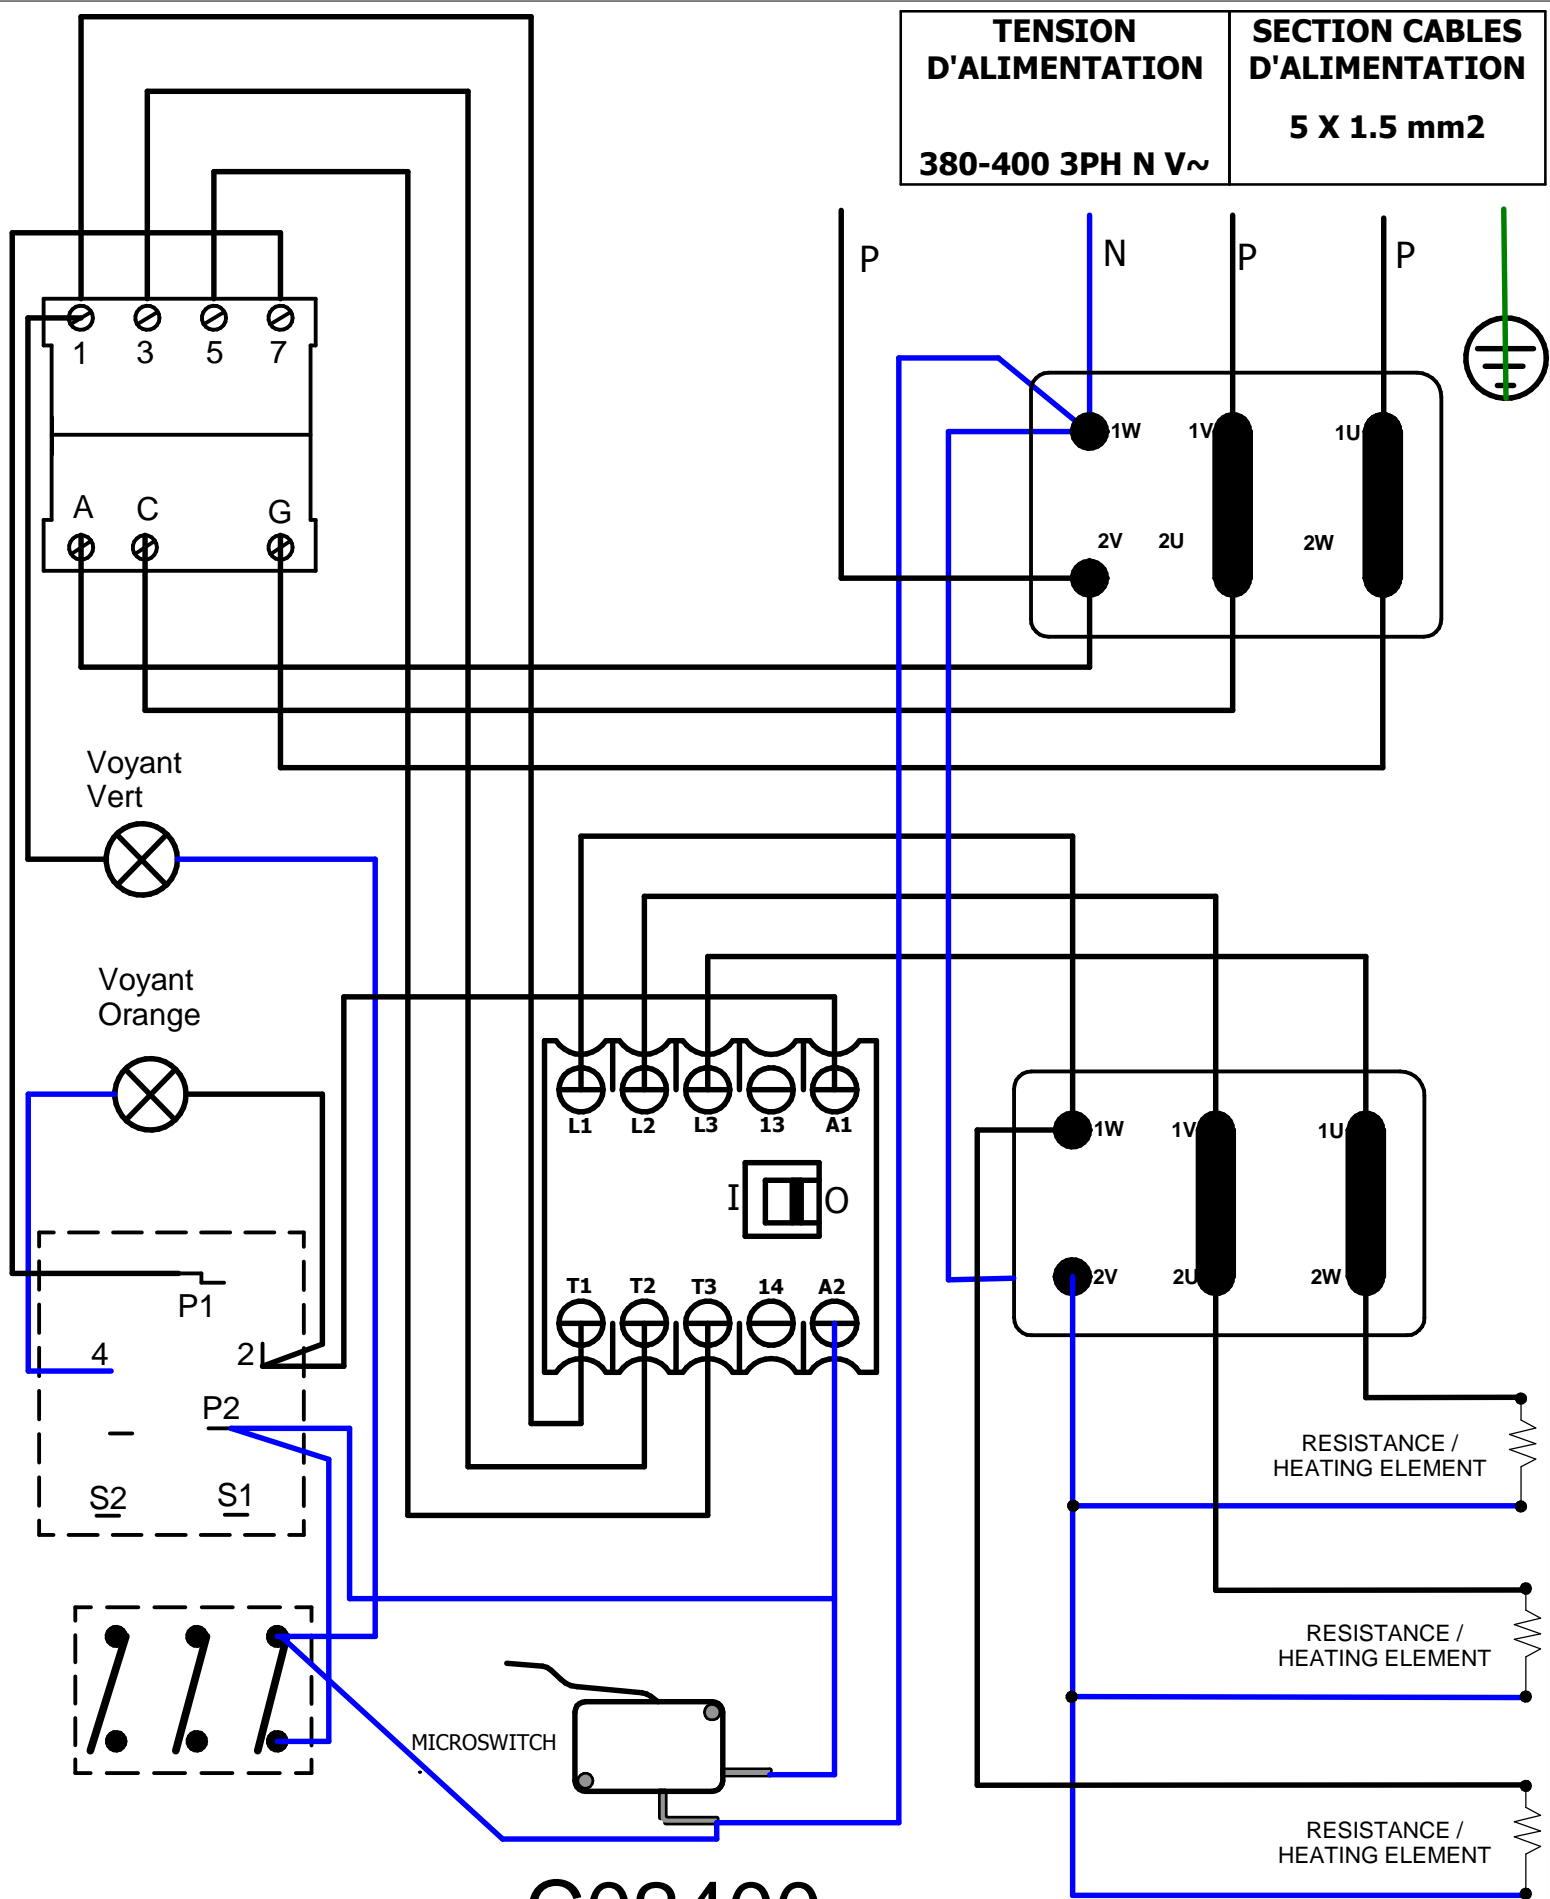 TENSION
D'ALIMENTATION
380-400 3PH N V~
SECTION CABLES
D'ALIMENTATION
5 X 1.5 mm2
P
N
P
P
1 3 5 7
A C G
1W 1V 1U
2V 2U 2W
Voyant
Vert
Voyant
Orange
L1 L2 L3 13 A1
I O
T1 T2 T3 14 A2
1W 1V 1U
2V 2U 2W
P1
4 2
P2
S2 S1
RESISTANCE /
HEATING ELEMENT
RESISTANCE /
HEATING ELEMENT
MICROSWITCH
RESISTANCE /
HEATING ELEMENT